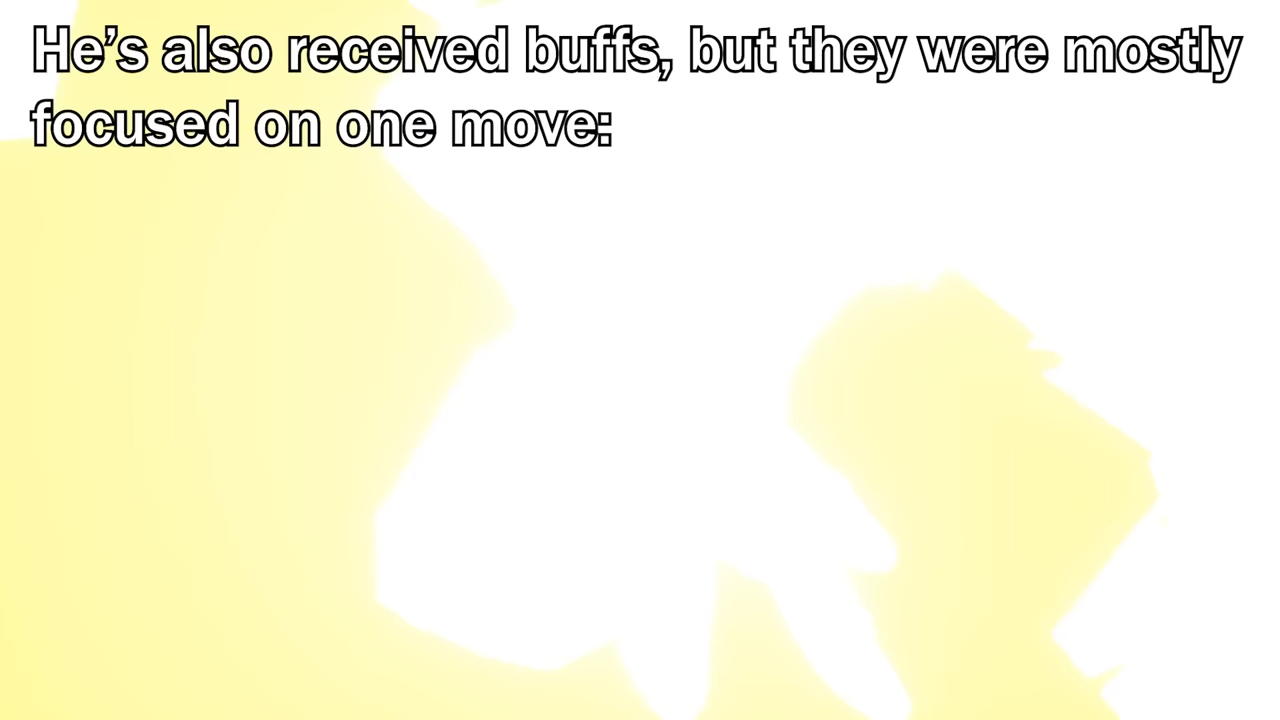 He’s also received buffs, but they were mostly
focused on one move: